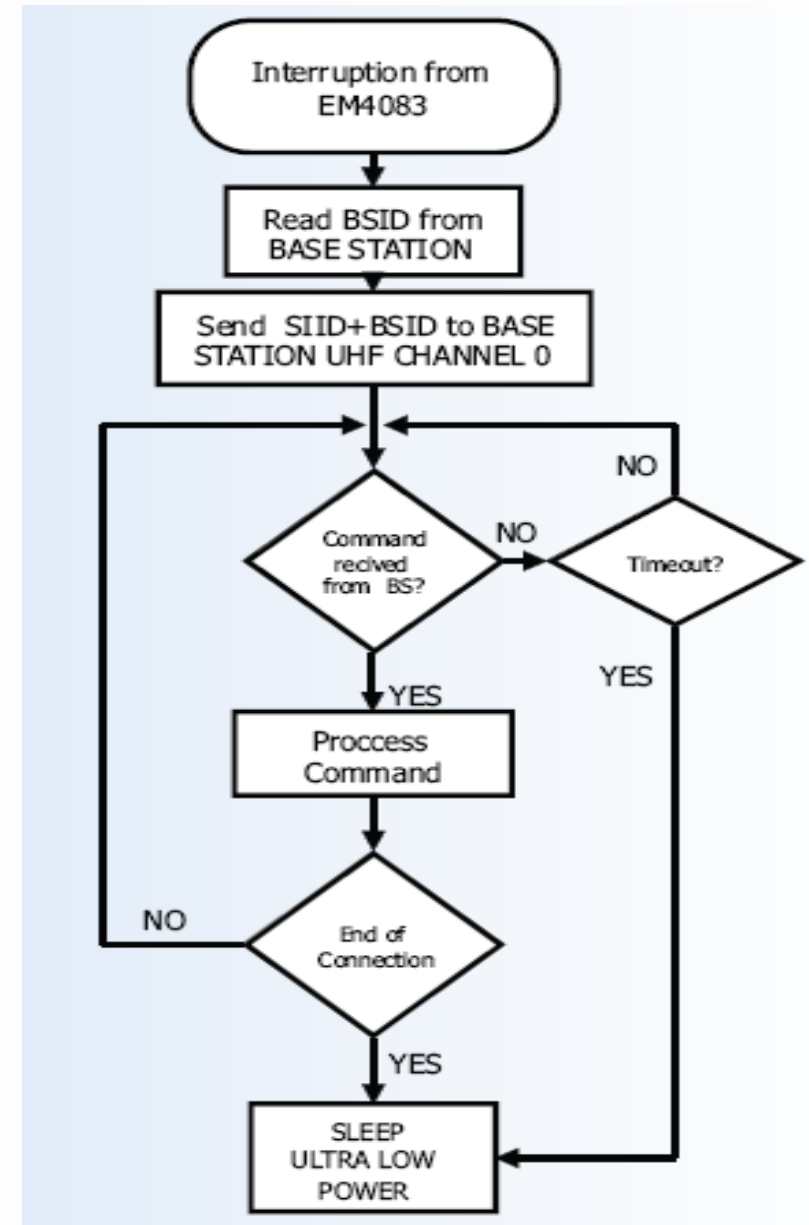 Interruption from
EM4083
Read BSID from
BASE STATION
Send SIID+BSID to BASE
STATION UHF CHANNEL 0
NO
Command
recived
from BS?
NO
Timeout?
YES
YES
Proccess
Command
NO
End of
Connection
YES
SLEEP
ULTRA LOW
POWER